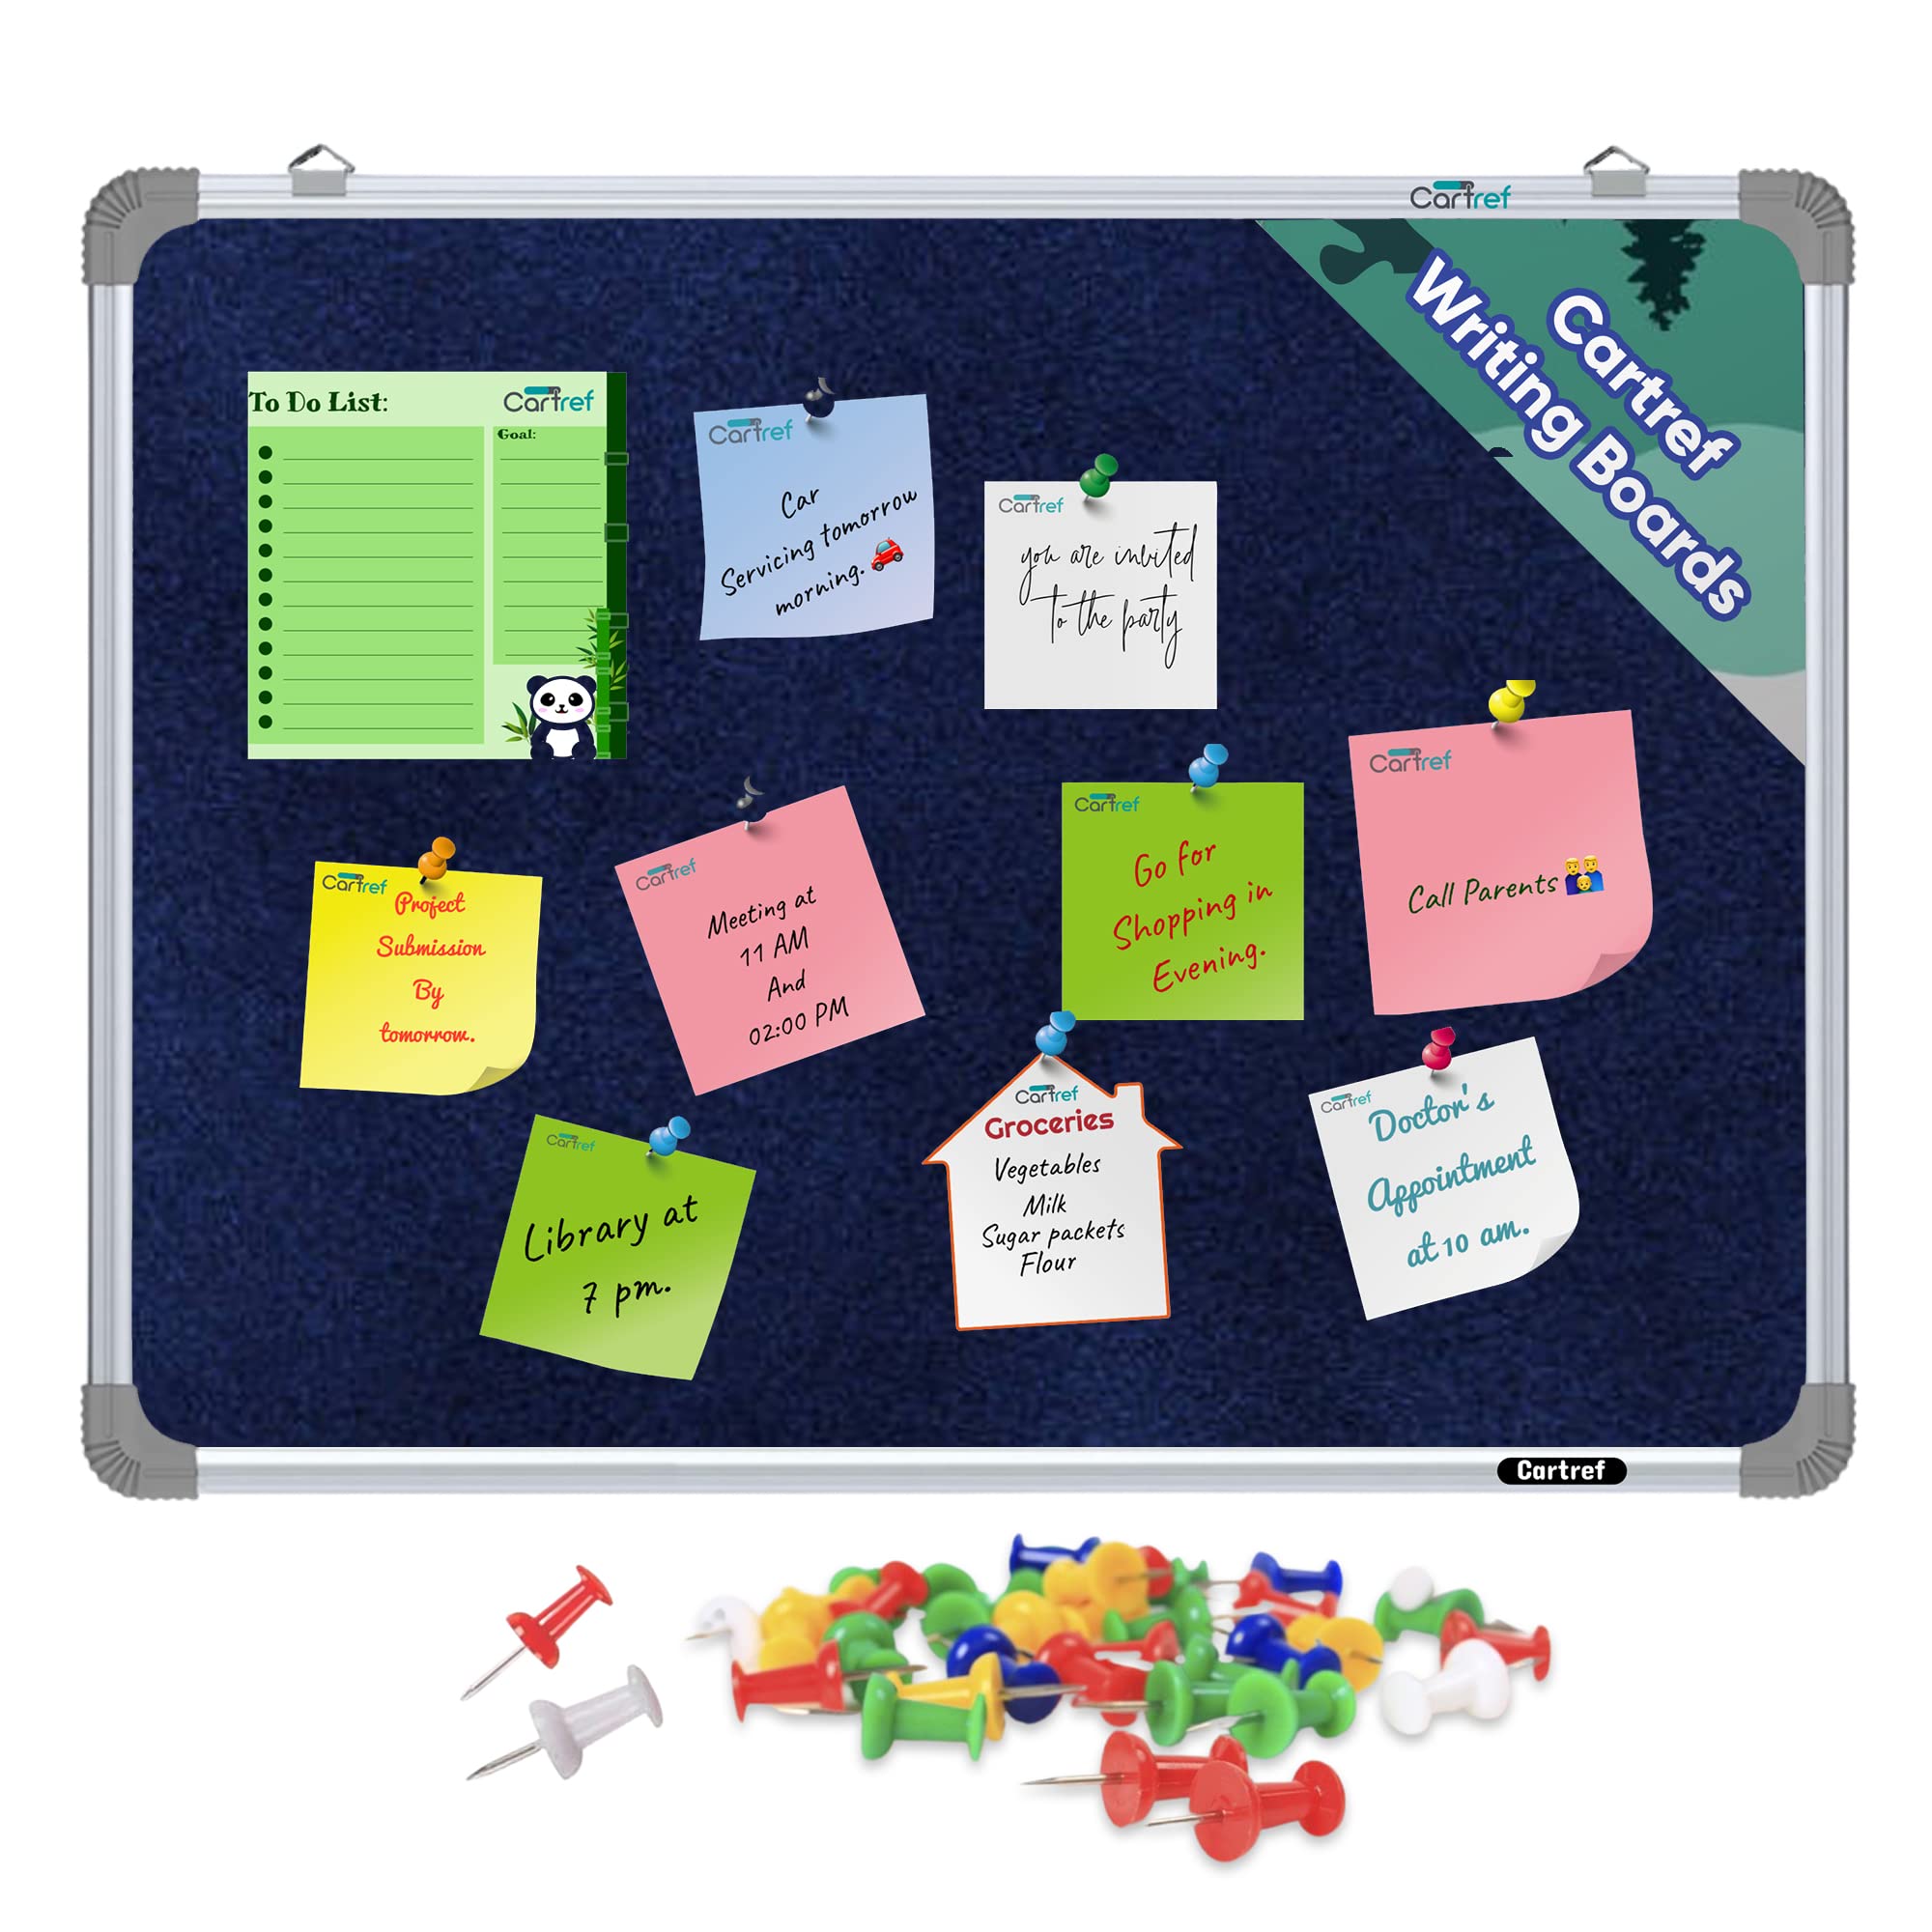 Cartref
Cartref
Writing Boards
To Do List:
Cartref
Goal:
Cartref
Car
Servicing tomorrow
morning.
Cartref
you are invited
to the party
Cartref
Call Parents
Cartref
Go for
Shopping in
Evening.
Cartref
Meeting at
11 AM
And
02:00 PM
Cartref
Project
Submission
By
tomorrow.
Cartref
Library at
7 pm.
Cartref
Groceries
Vegetables
Milk
Sugar packets
Flour
Cartref
Doctor's
Appointment
at 10 am.
Cartref